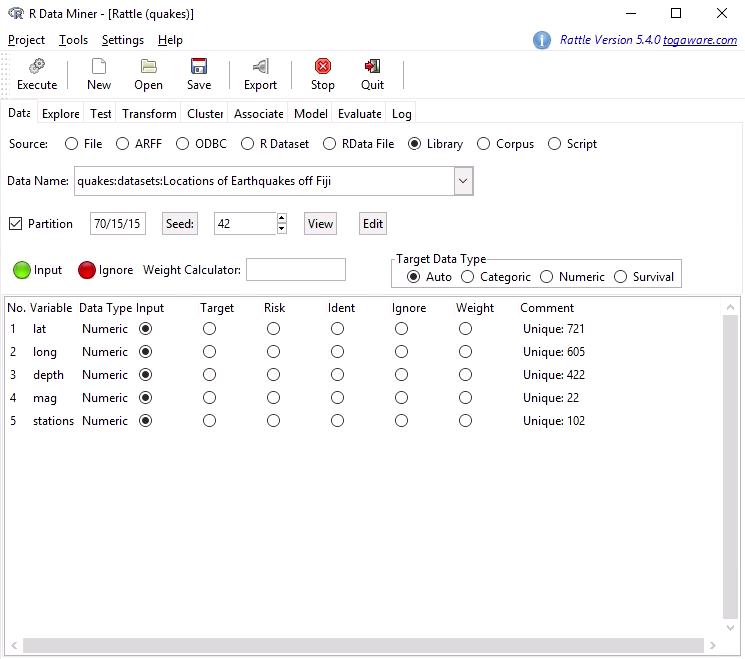 R Data Miner - [Rattle (quakes)]
Project Tools Settings Help Rattle Version 5.4.0 togaware.com
Execute New Open Save Export Stop Quit
Data Explore Test Transform Cluster Associate Model Evaluate Log
Source: File ARFF ODBC R Dataset RData File Library Corpus Script
Data Name: quakes:datasets:Locations of Earthquakes off Fiji
Partition 70/15/15 Seed: 42 View Edit
Target Data Type
Input Ignore Weight Calculator: Auto Categoric Numeric Survival
No. Variable Data Type Input Target Risk Ident Ignore Weight Comment
1 lat Numeric Unique: 721
2 long Numeric Unique: 605
3 depth Numeric Unique: 422
4 mag Numeric Unique: 22
5 stations Numeric Unique: 102